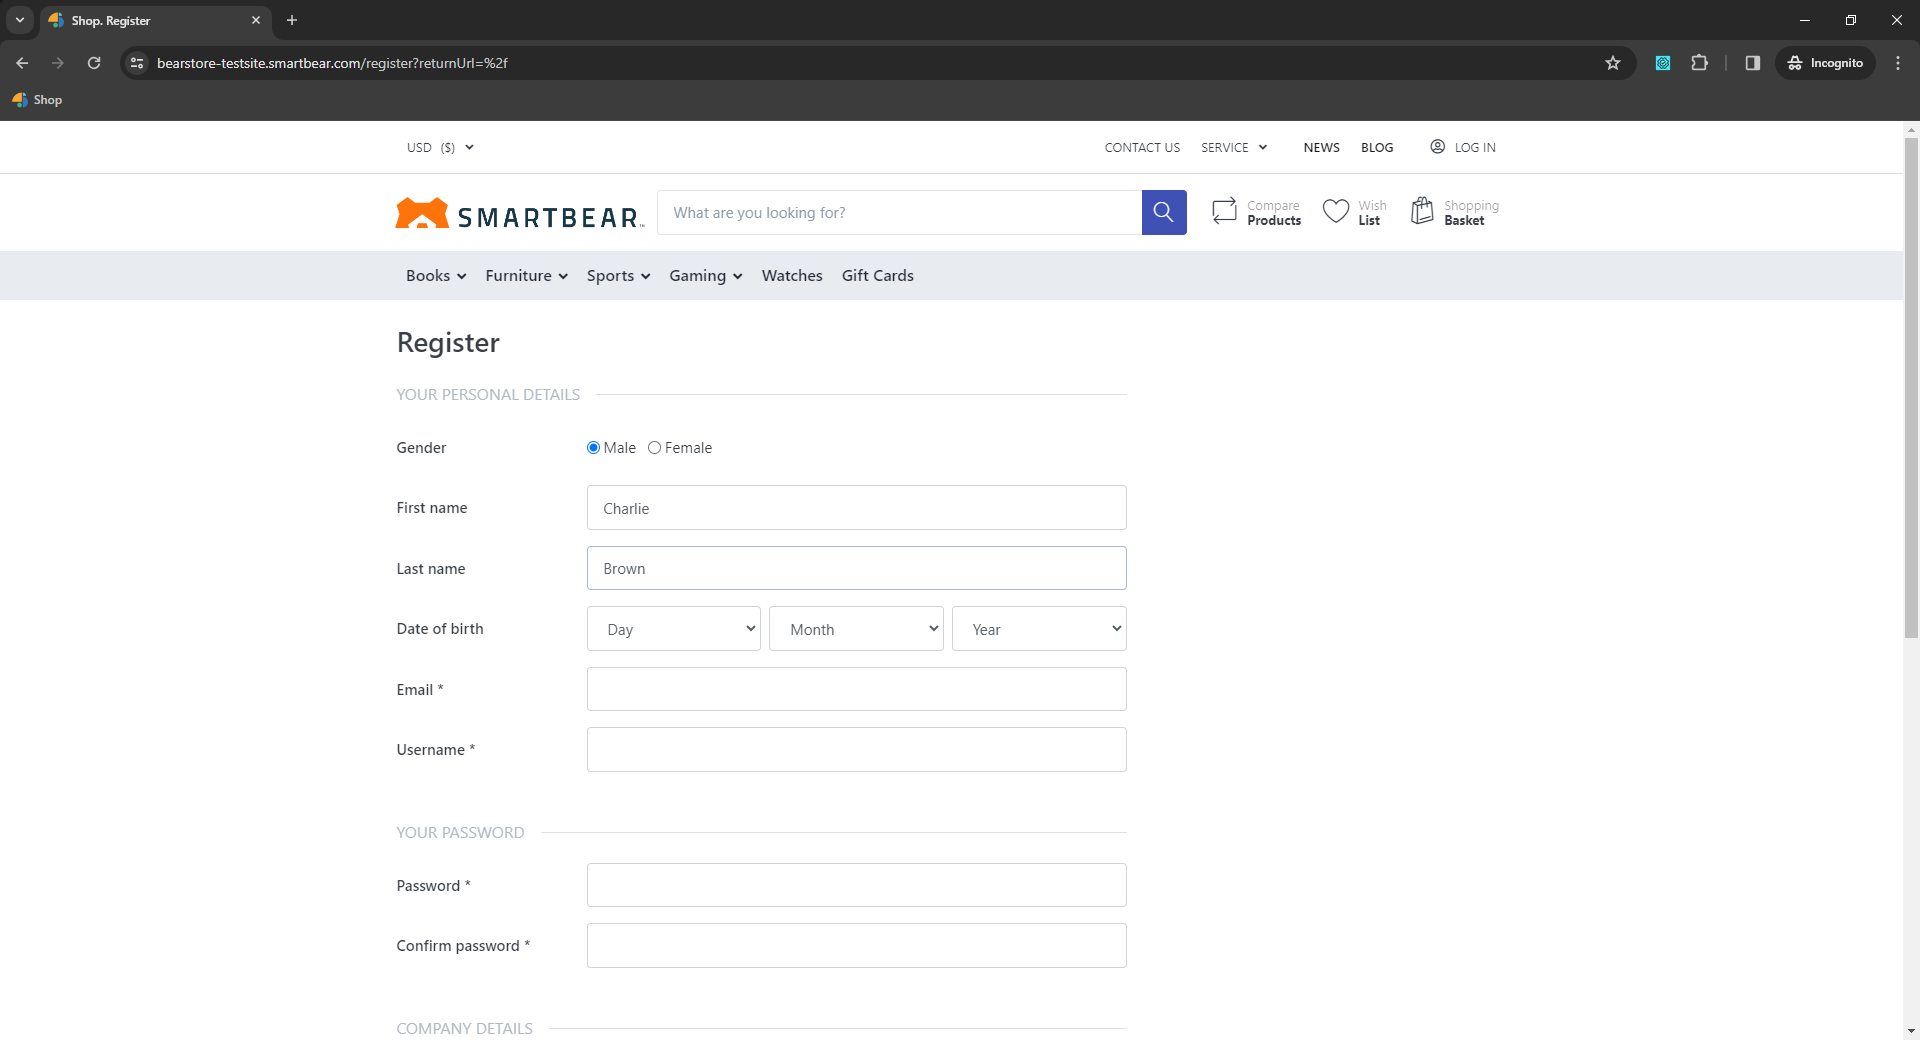 Shop. Register
bearstore-testsite.smartbear.com/register?returnUrl=%2f
Incognito
Shop
USD ($)
CONTACT US SERVICE NEWS BLOG LOG IN
SMARTBEAR
What are you looking for?
Compare Products
Wish List
Shopping Basket
Books Furniture Sports Gaming Watches Gift Cards
Register
YOUR PERSONAL DETAILS
Gender Male Female
First name Charlie
Last name Brown
Date of birth Day Month Year
Email *
Username *
YOUR PASSWORD
Password *
Confirm password *
COMPANY DETAILS